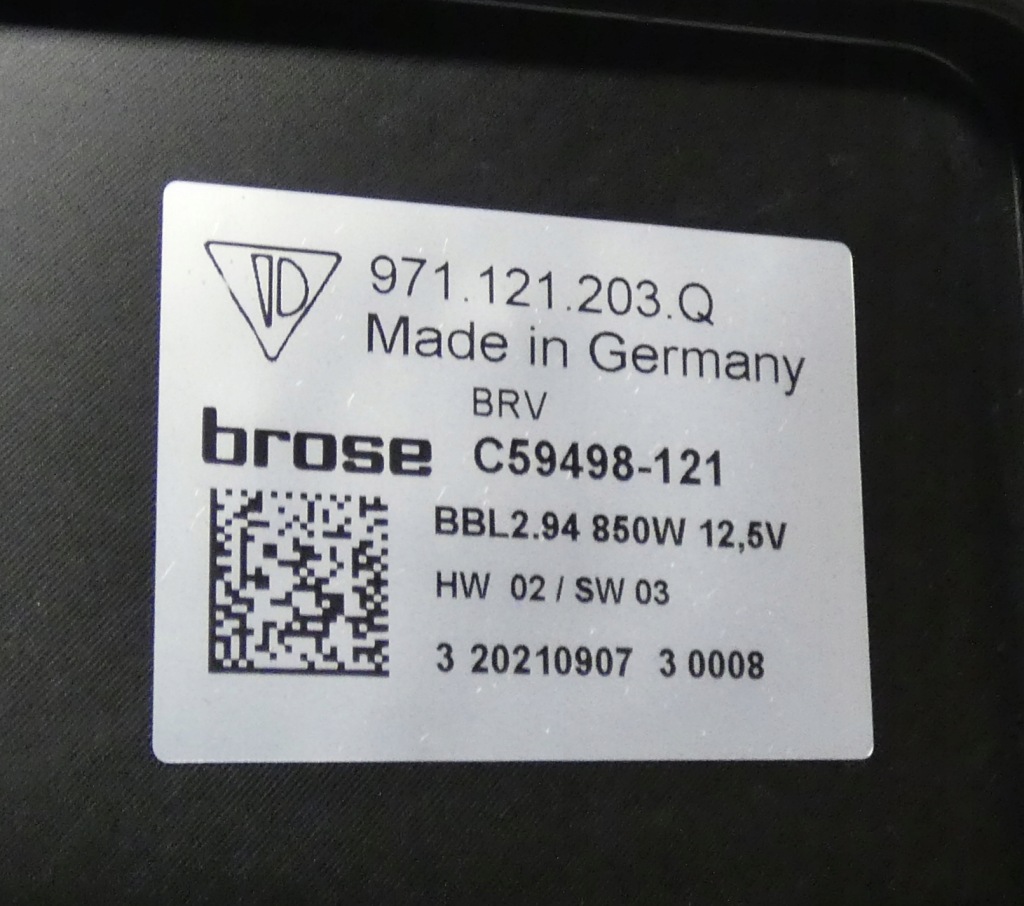 971.121.203.Q
Made in Germany
BRV
brose C59498-121
BBL2.94 850W 12,5V
HW 02 / SW 03
3 20210907 3 0008